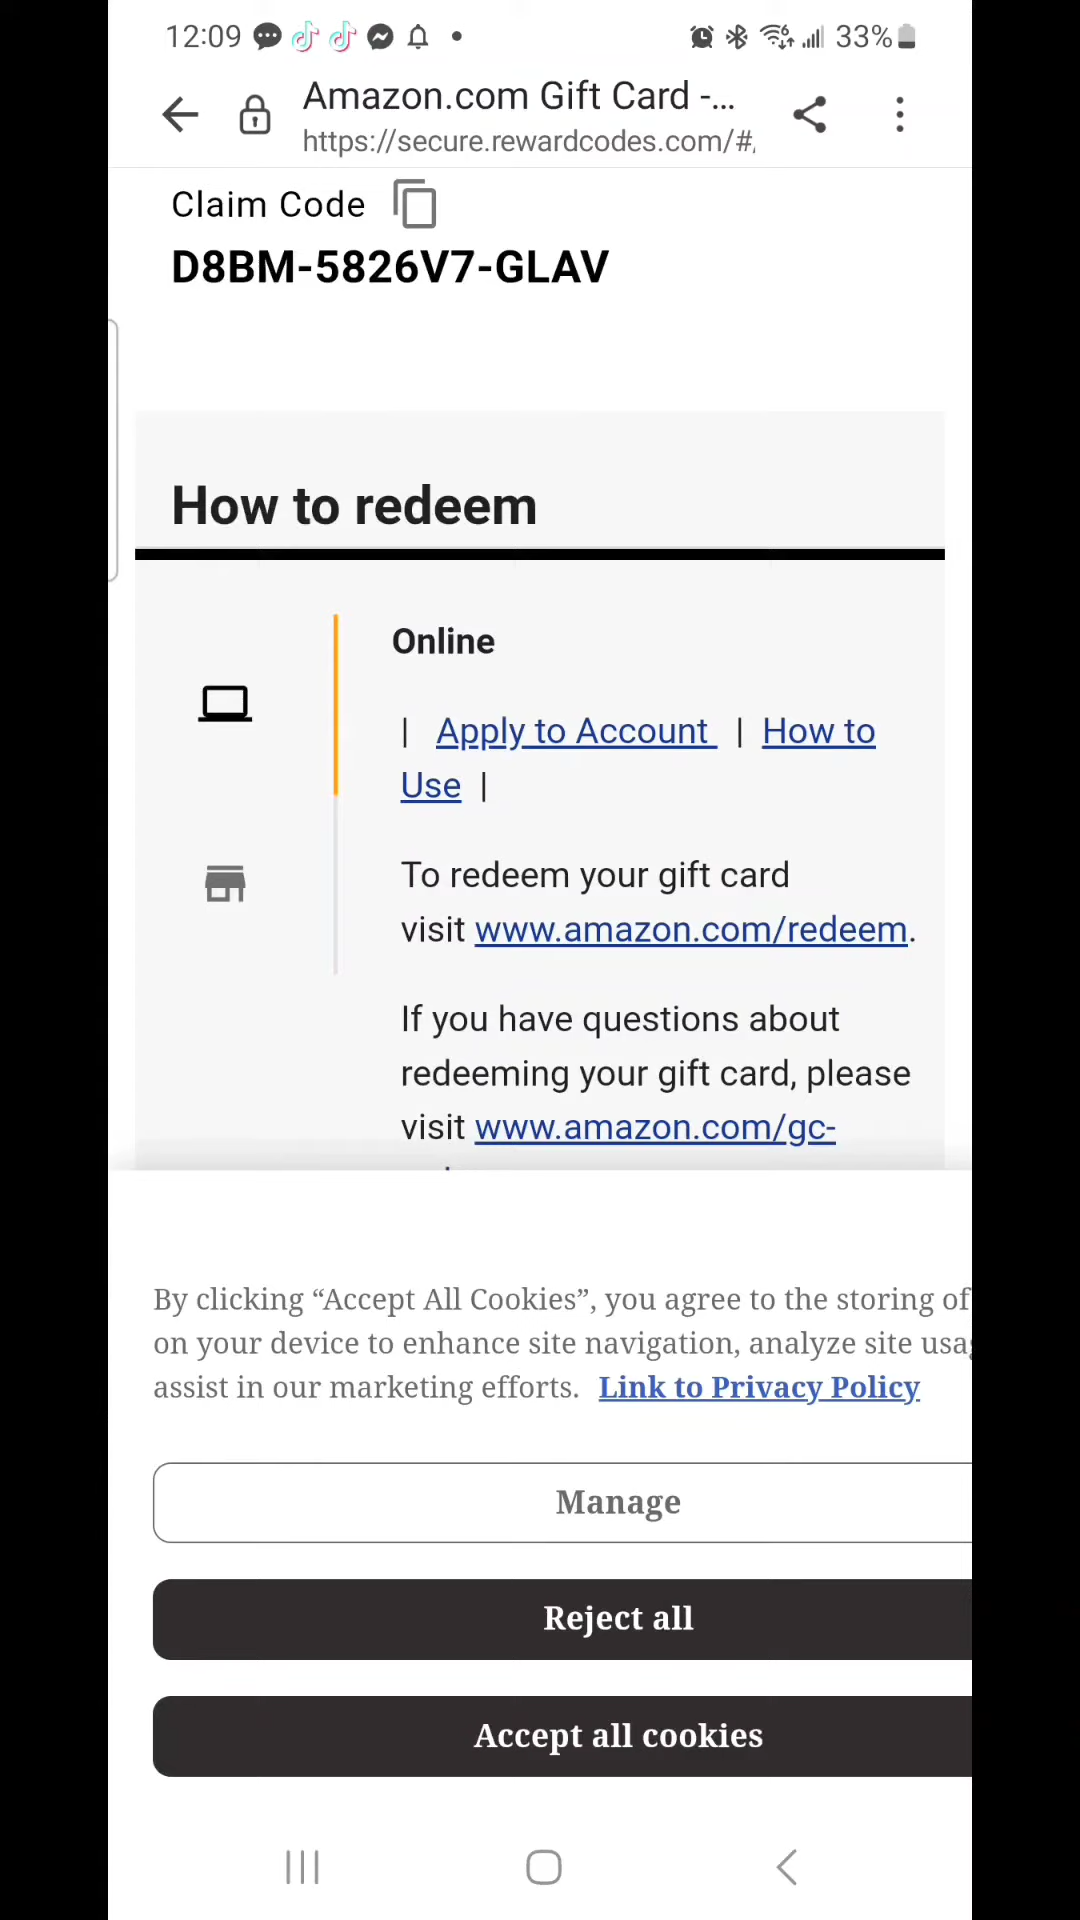 12:09
33%
Amazon.com Gift Card -...
https://secure.rewardcodes.com/#
Claim Code
D8BM-5826V7-GLAV
How to redeem
Online
| Apply to Account | How to
Use |
To redeem your gift card
visit www.amazon.com/redeem.
If you have questions about
redeeming your gift card, please
visit www.amazon.com/gc-
By clicking “Accept All Cookies”, you agree to the storing of
on your device to enhance site navigation, analyze site usag
assist in our marketing efforts. Link to Privacy Policy
Manage
Reject all
Accept all cookies